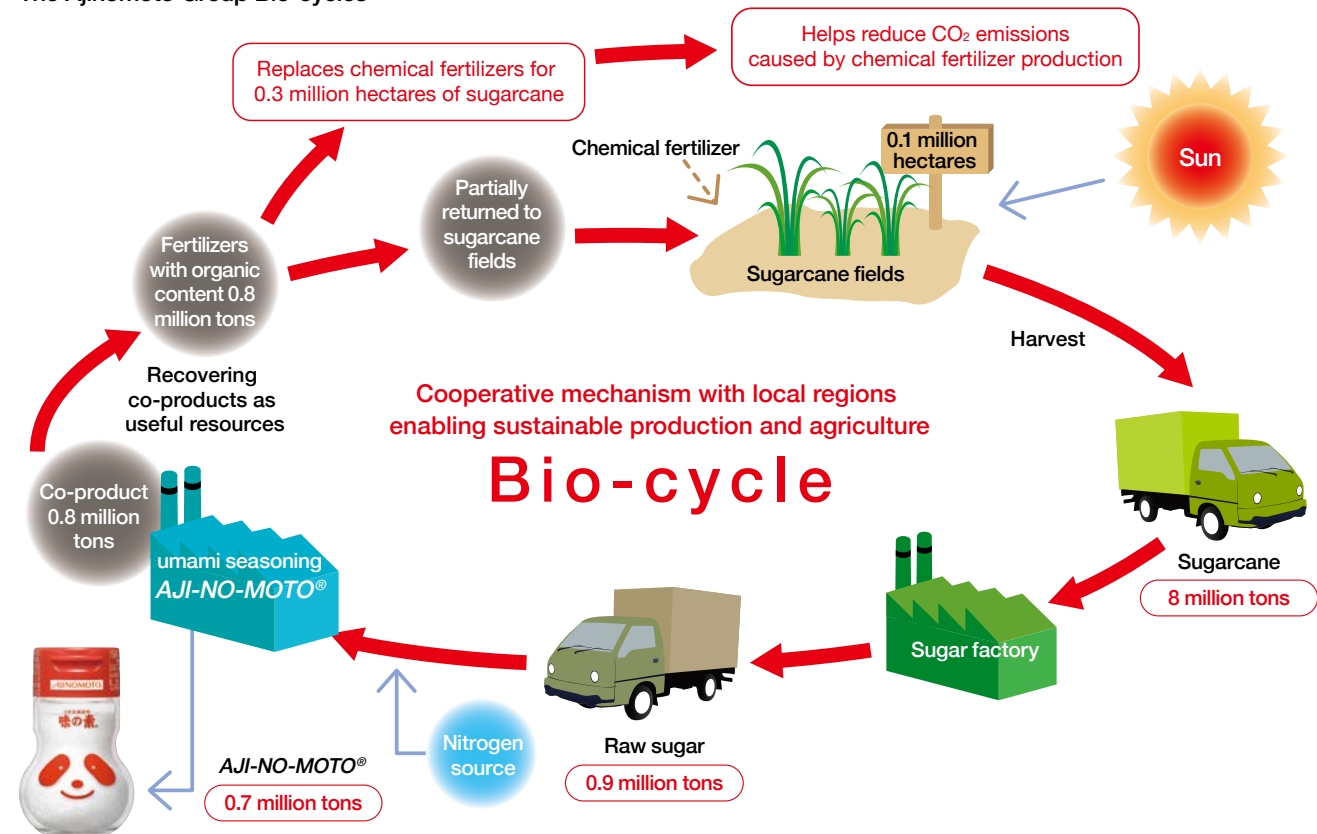 The Ajinomoto Group Bio-cycles
Helps reduce CO₂ emissions
caused by chemical fertilizer production
Replaces chemical fertilizers for
0.3 million hectares of sugarcane
Chemical fertilizer
0.1 million
hectares
Sun
Partially
returned to
sugarcane
fields
Fertilizers
with organic
content 0.8
million tons
Sugarcane fields
Harvest
Recovering
co-products as
useful resources
Cooperative mechanism with local regions
enabling sustainable production and agriculture
Bio-cycle
Co-product
0.8 million
tons
umami seasoning
AJI-NO-MOTO®
Sugarcane
8 million tons
Sugar factory
AJINOMOTO
味の素
Nitrogen
source
Raw sugar
0.9 million tons
AJI-NO-MOTO®
0.7 million tons